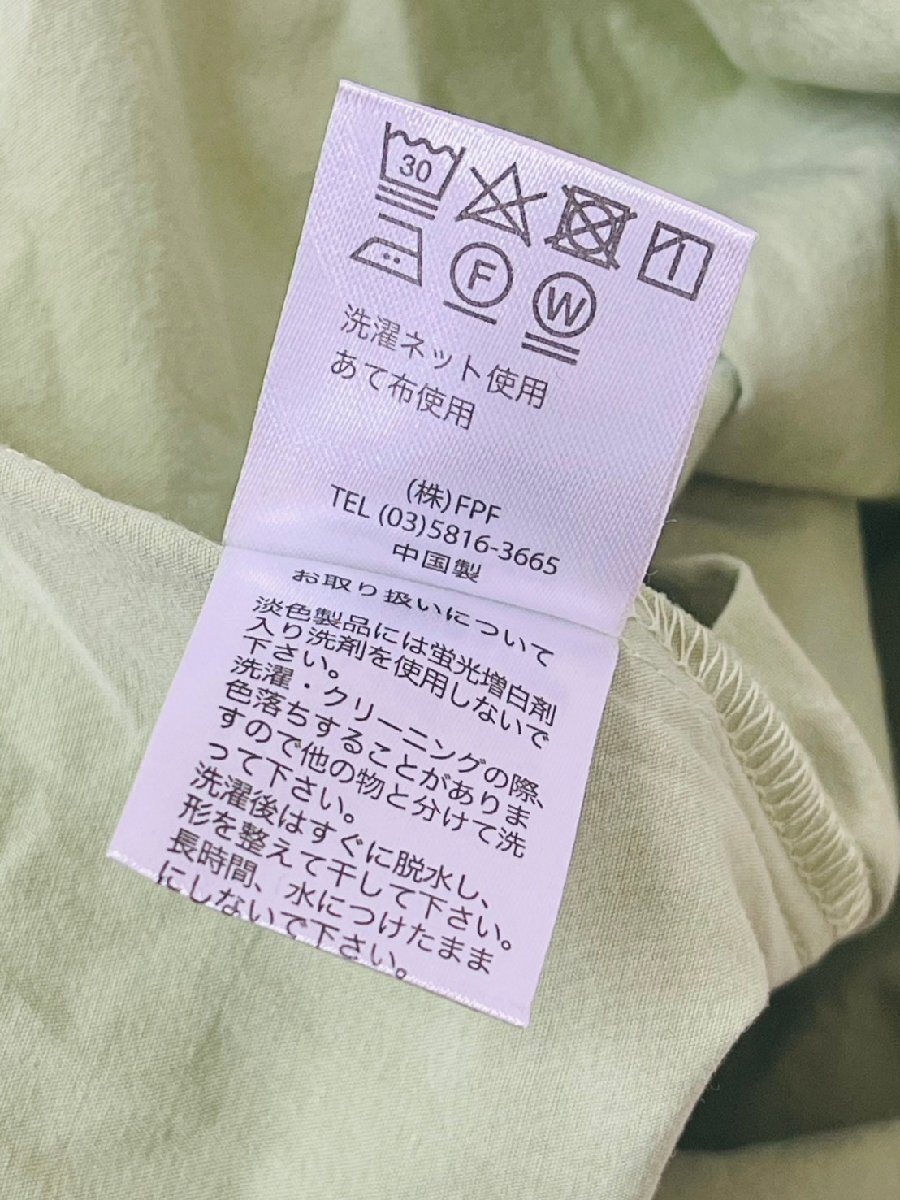 30
F
W
洗濯ネット使用
あて布使用
(株)FPF
TEL (03)5816-3665
中国製
お取り扱いについて
淡色製品には蛍光増白剤
入り洗剤を使用しないで
下さい。
洗濯・クリーニングの際、
色落ちすることがありま
すので他の物と分けて洗
って下さい。
洗濯後はすぐに脱水し、
形を整えて干して下さい。
長時間、水につけたまま
にしないで下さい。